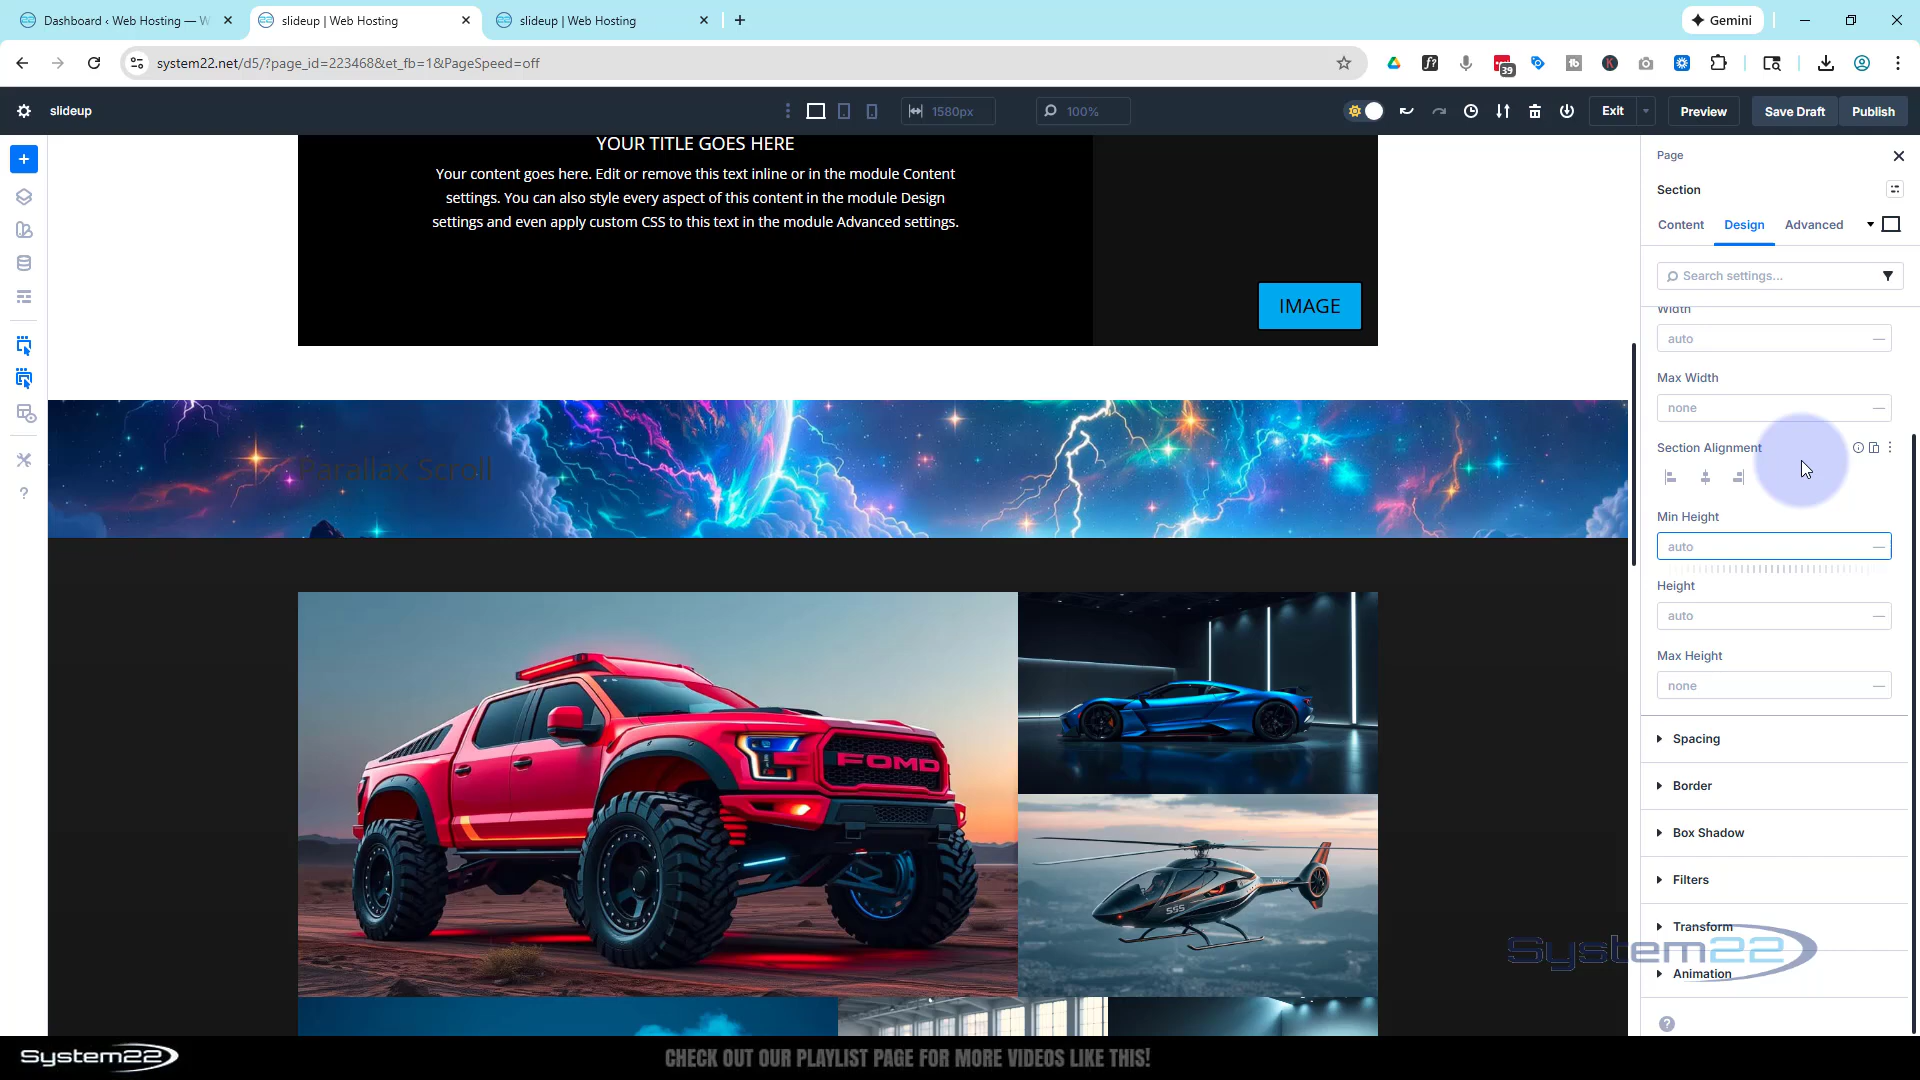 Dashboard ‹ Web Hosting — W
slideup | Web Hosting
slideup | Web Hosting
Gemini
system22.net/d5/?page_id=223468&et_fb=1&PageSpeed=off
39
slideup
1580px
100%
Exit
Preview
Save Draft
Publish
YOUR TITLE GOES HERE
Your content goes here. Edit or remove this text inline or in the module Content
settings. You can also style every aspect of this content in the module Design
settings and even apply custom CSS to this text in the module Advanced settings.
IMAGE
Parallax Scroll
FOMD
555
Page
Section
Content
Design
Advanced
Search settings...
Width
auto
Max Width
none
Section Alignment
Min Height
auto
Height
auto
Max Height
none
Spacing
Border
Box Shadow
Filters
Transform
Animation
System22
System22
CHECK OUT OUR PLAYLIST PAGE FOR MORE VIDEOS LIKE THIS!